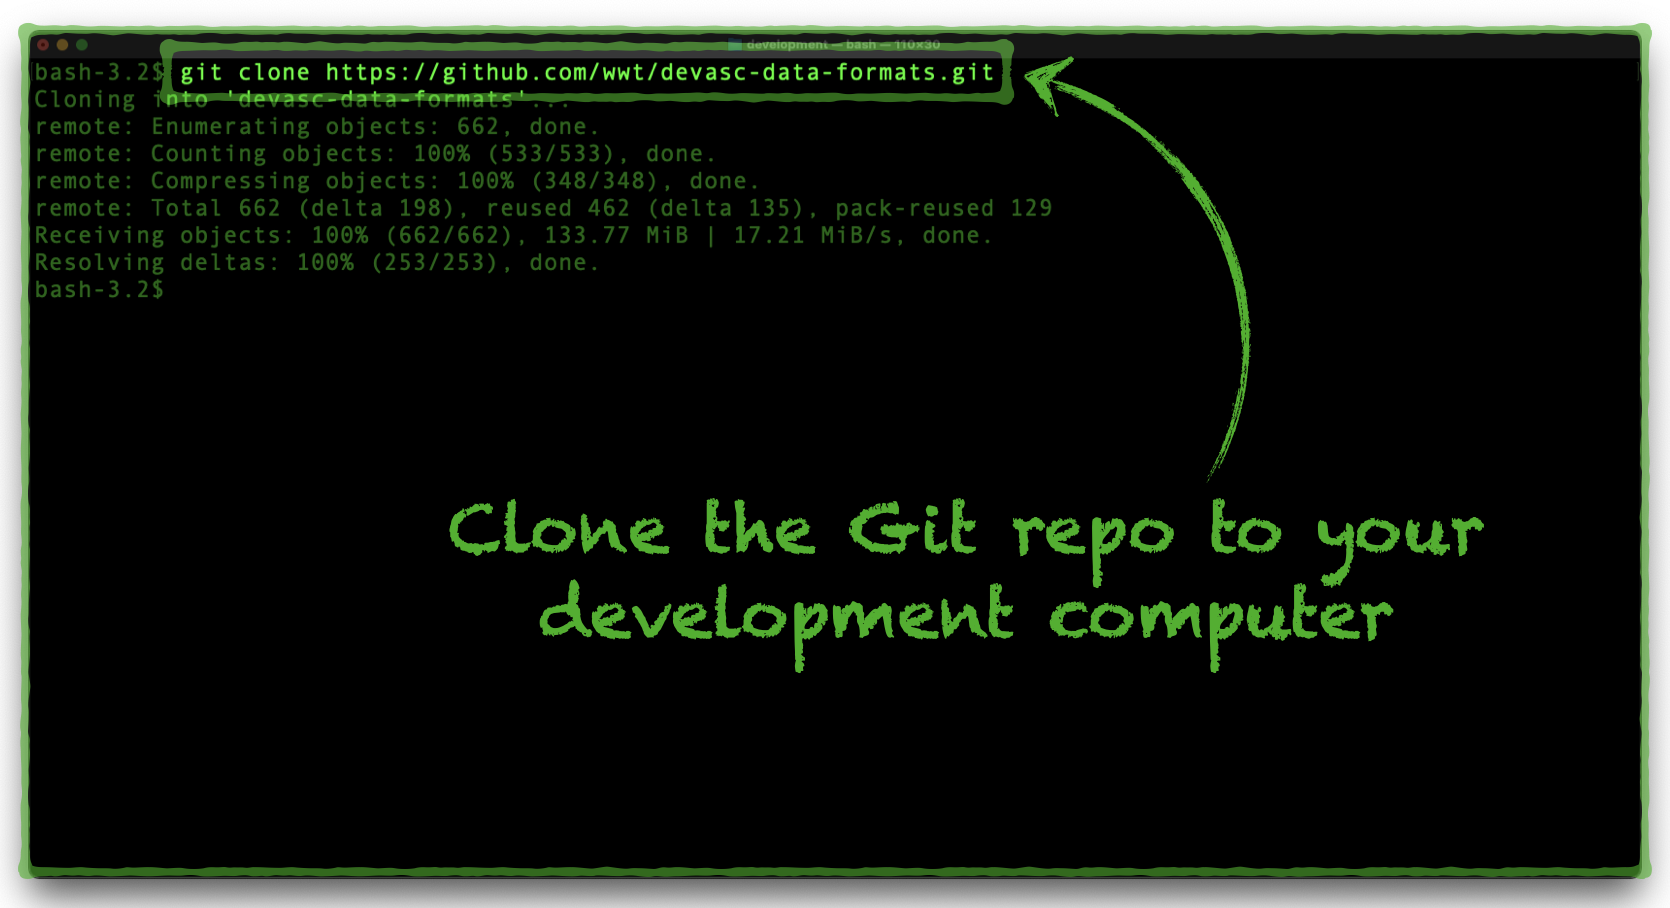 development — bash — 110×30
bash-3.2$ git clone https://github.com/wwt/devasc-data-formats.git
Cloning into 'devasc-data-formats'...
remote: Enumerating objects: 662, done.
remote: Counting objects: 100% (533/533), done.
remote: Compressing objects: 100% (348/348), done.
remote: Total 662 (delta 198), reused 462 (delta 135), pack-reused 129
Receiving objects: 100% (662/662), 133.77 MiB | 17.21 MiB/s, done.
Resolving deltas: 100% (253/253), done.
bash-3.2$
Clone the Git repo to your
development computer